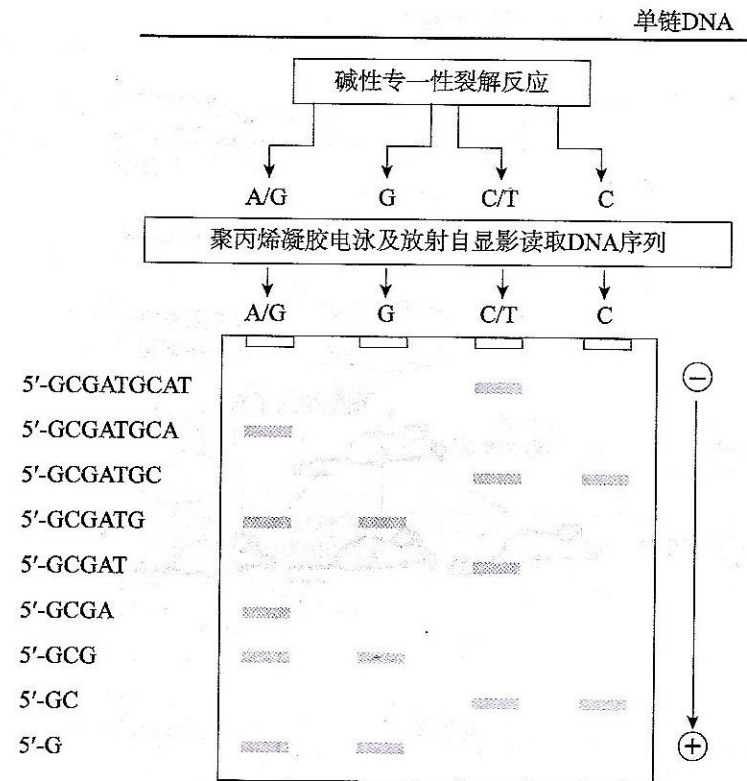 单链DNA
碱性专一性裂解反应
A/G G C/T C
聚丙烯凝胶电泳及放射自显影读取DNA序列
A/G G C/T C
5′-GCGATGCAT
5′-GCGATGCA
5′-GCGATGC
5′-GCGATG
5′-GCGAT
5′-GCGA
5′-GCG
5′-GC
5′-G